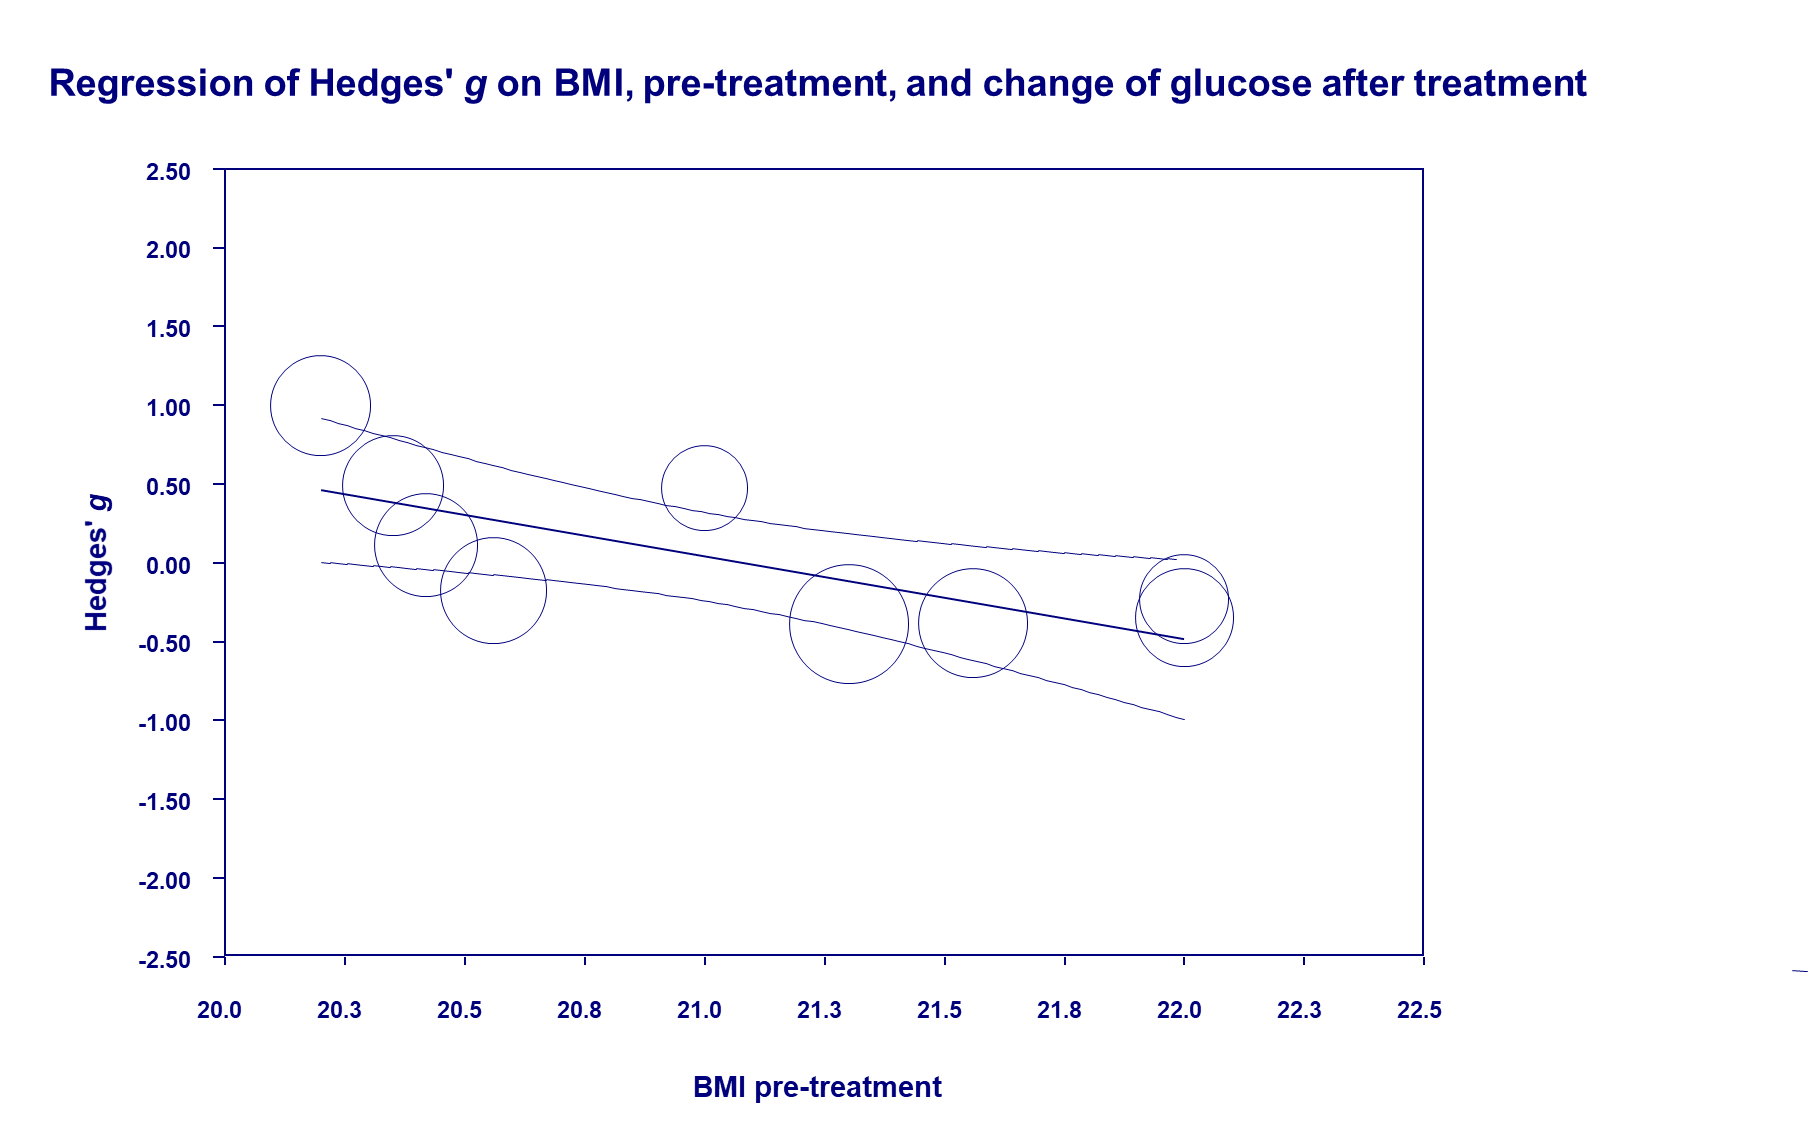 Regression of Hedges' g on BMI, pre-treatment, and change of glucose after treatment
2.50
2.00
1.50
1.00
0.50
0.00
-0.50
-1.00
-1.50
-2.00
-2.50
Hedges' g
20.0 20.3 20.5 20.8 21.0 21.3 21.5 21.8 22.0 22.3 22.5
BMI pre-treatment